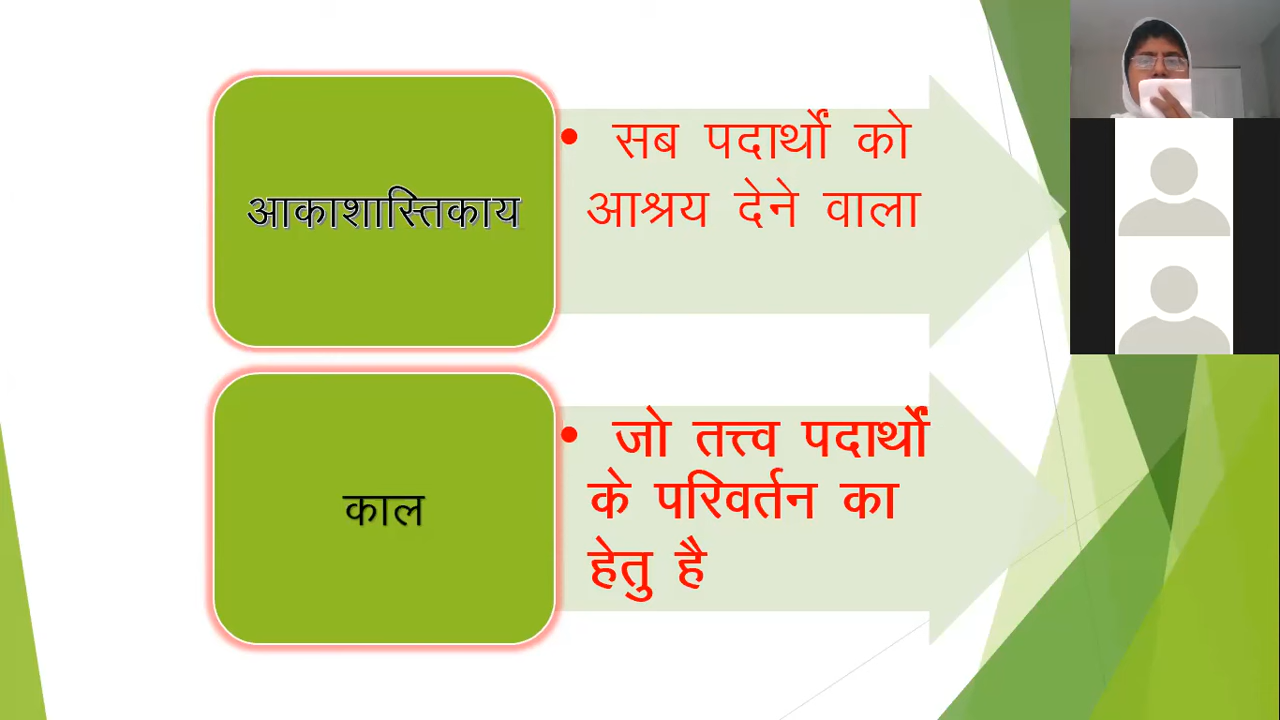 आकाशास्तिकाय
• सब पदार्थों को
आश्रय देने वाला
काल
• जो तत्त्व पदार्थों
के परिवर्तन का
हेतु है